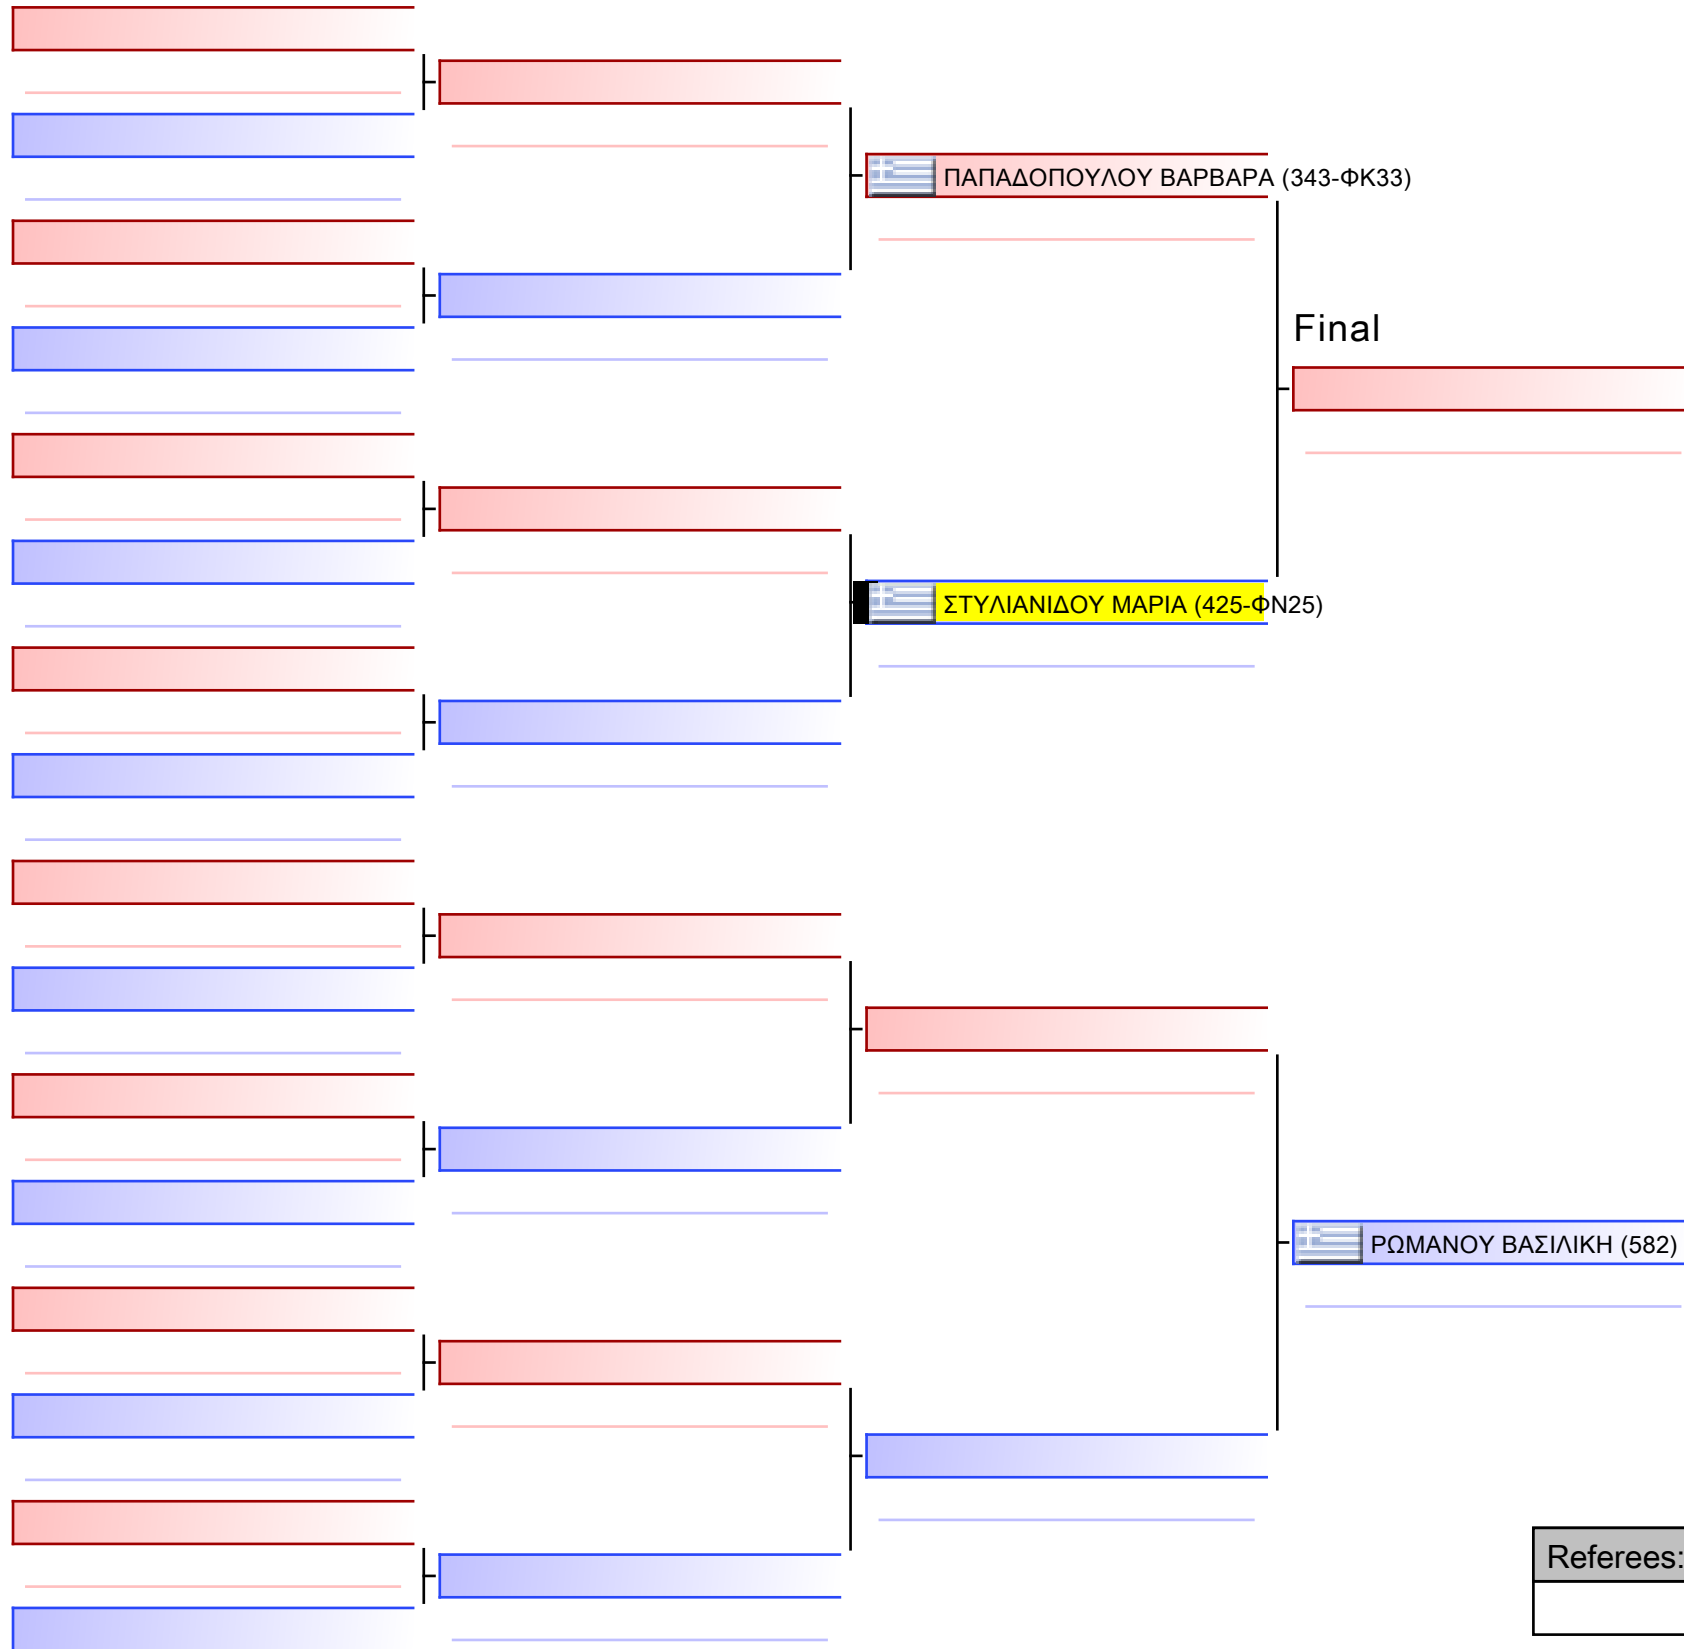 ΠΑΠΑΔΟΠΟΥΛΟΥ ΒΑΡΒΑΡΑ (343-ΦΚ33)
Final
ΣΤΥΛΙΑΝΙΔΟΥ ΜΑΡΙΑ (425-ΦΝ25)
ΡΩΜΑΝΟΥ ΒΑΣΙΛΙΚΗ (582)
Referees: